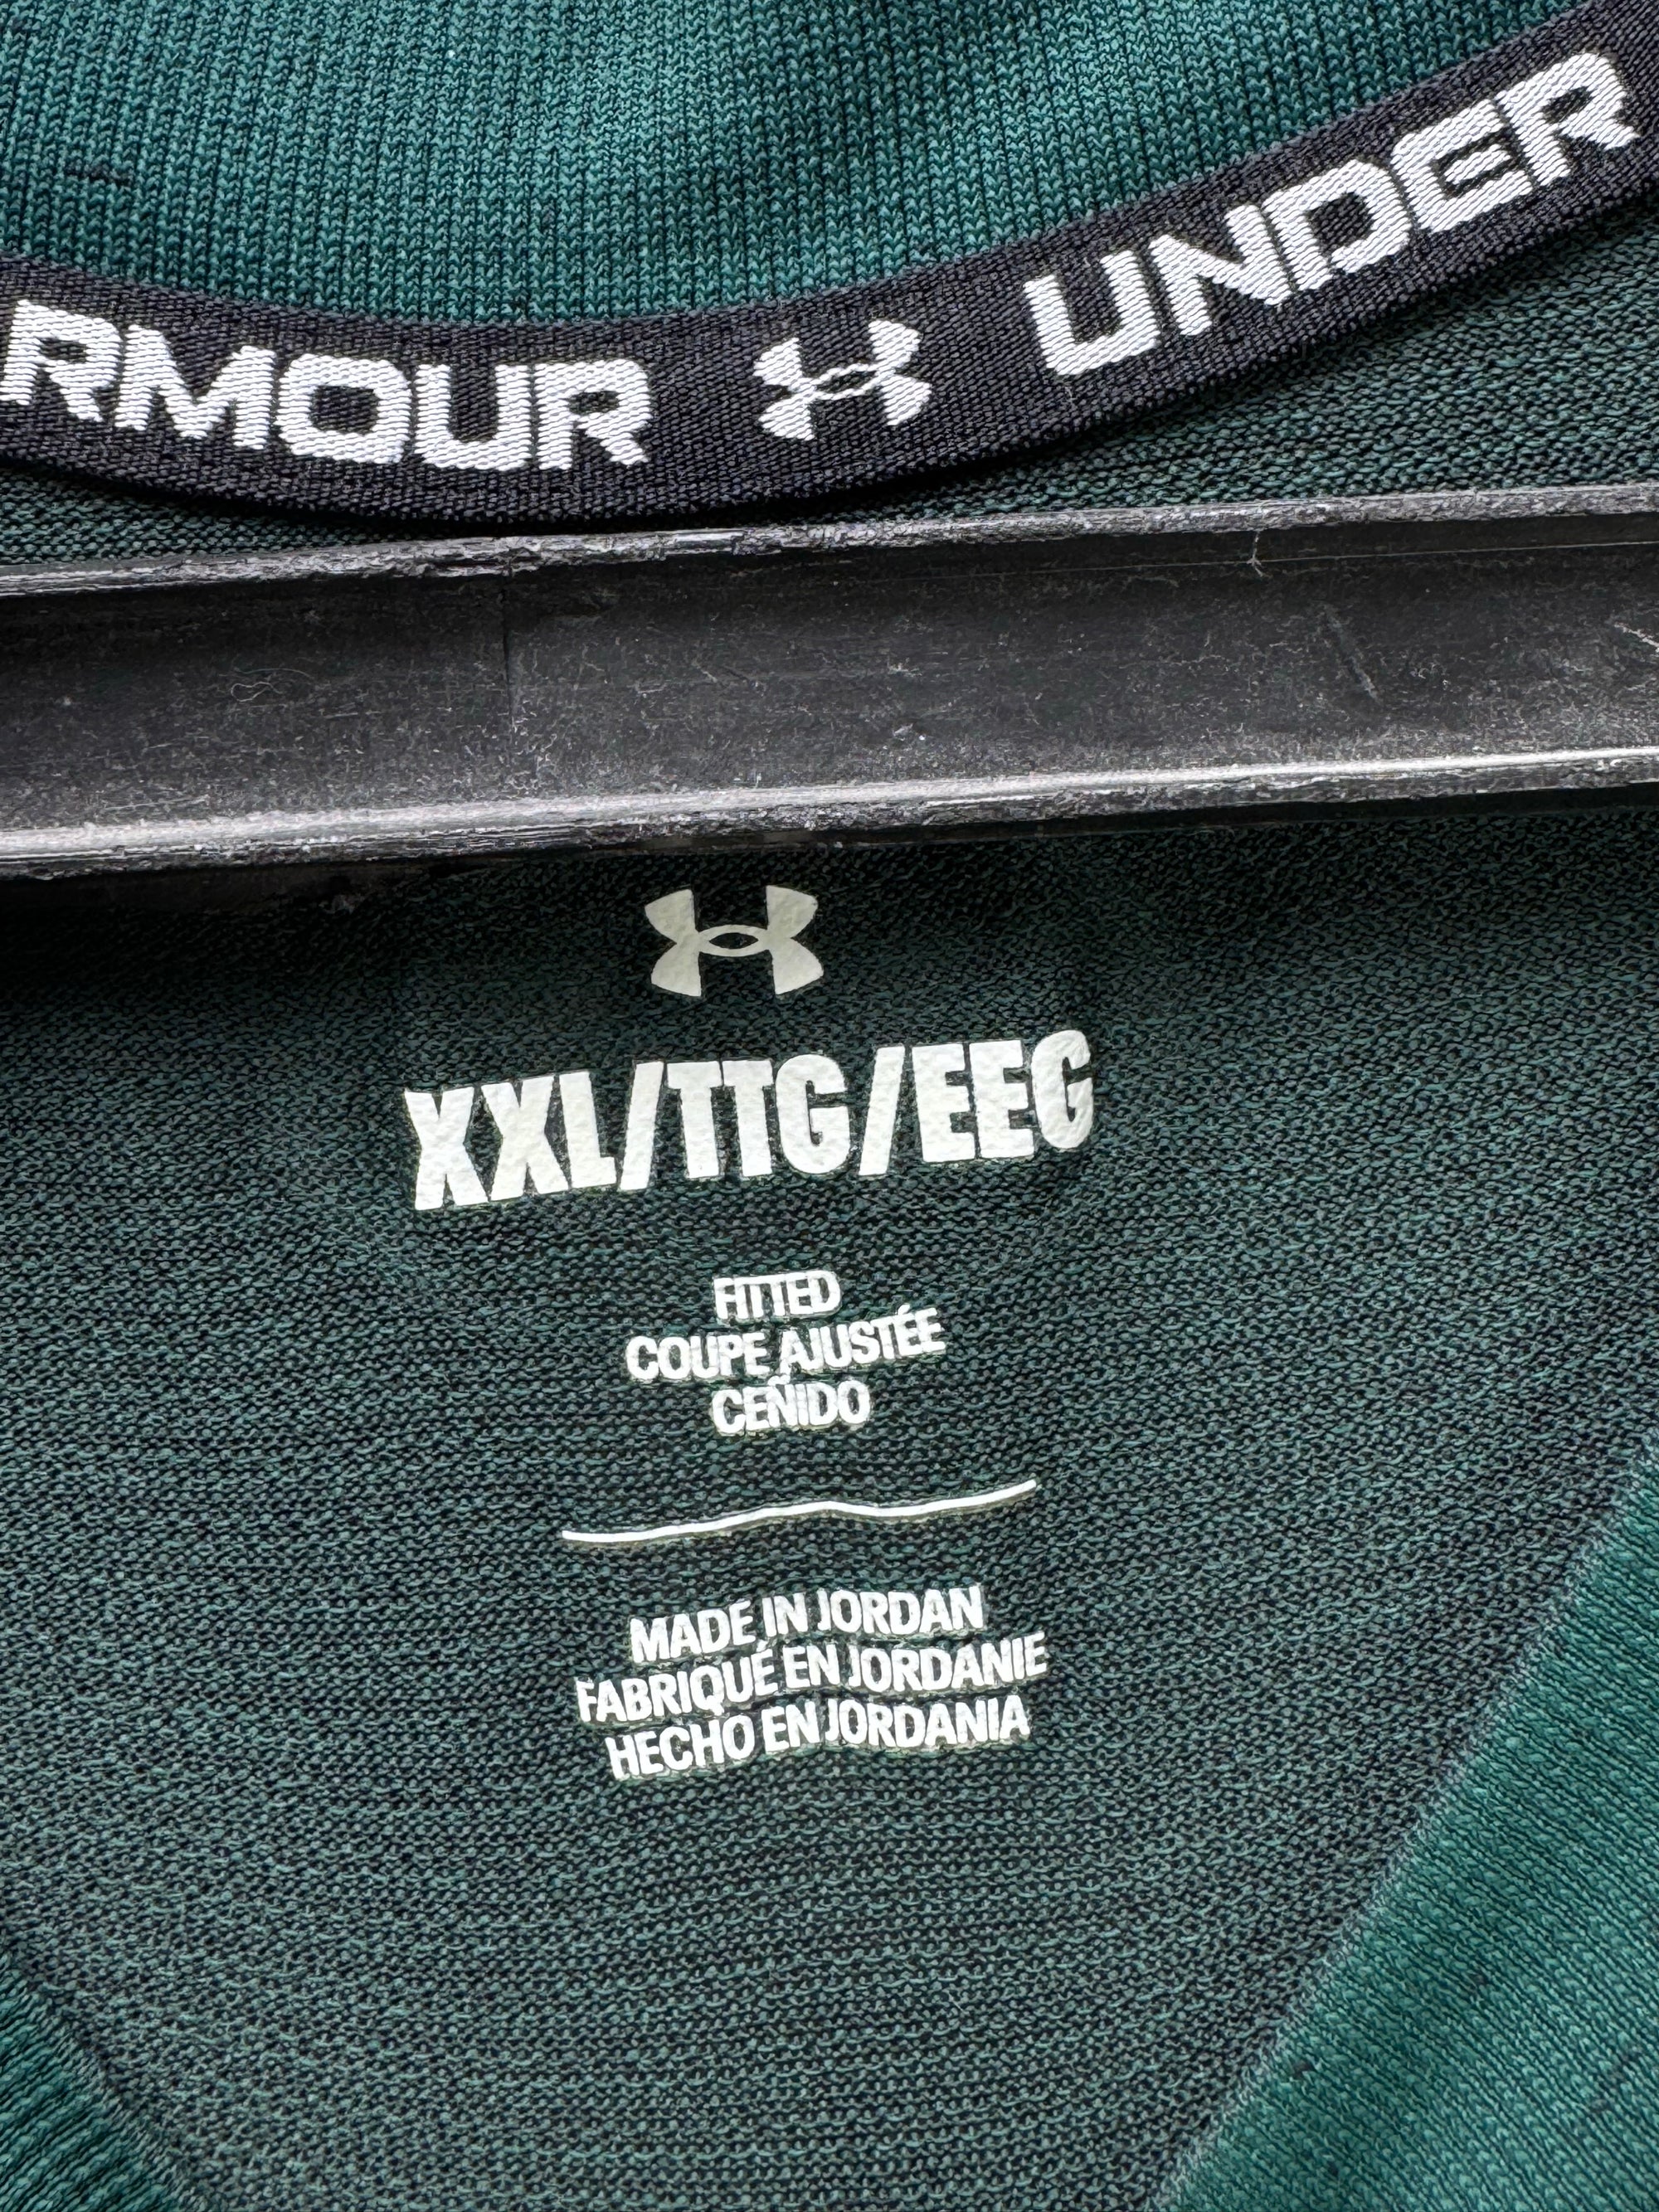 RMOUR UNDER
XXL/TTG/EEG
FITTED
COUPE AJUSTÉE
CEÑIDO
MADE IN JORDAN
FABRIQUÉ EN JORDANIE
HECHO EN JORDANIA